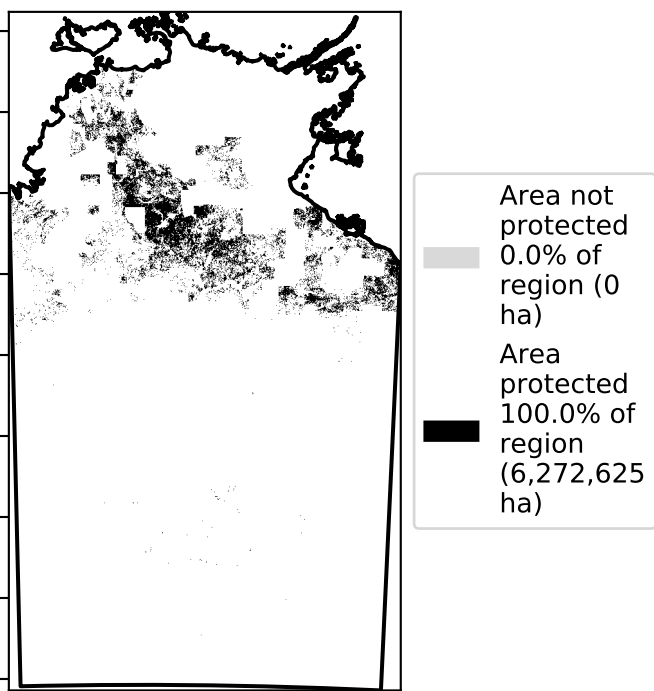 Area not
protected
0.0% of
region (0
ha)
Area
protected
100.0% of
region
(6,272,625
ha)